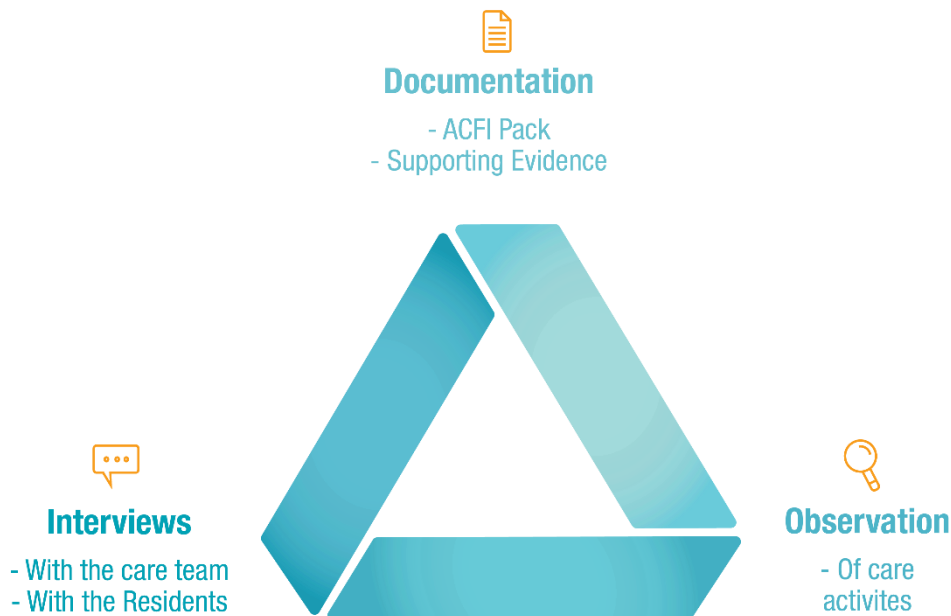 Documentation
- ACFI Pack
- Supporting Evidence
Interviews
- With the care team
- With the Residents
Observation
- Of care
activites